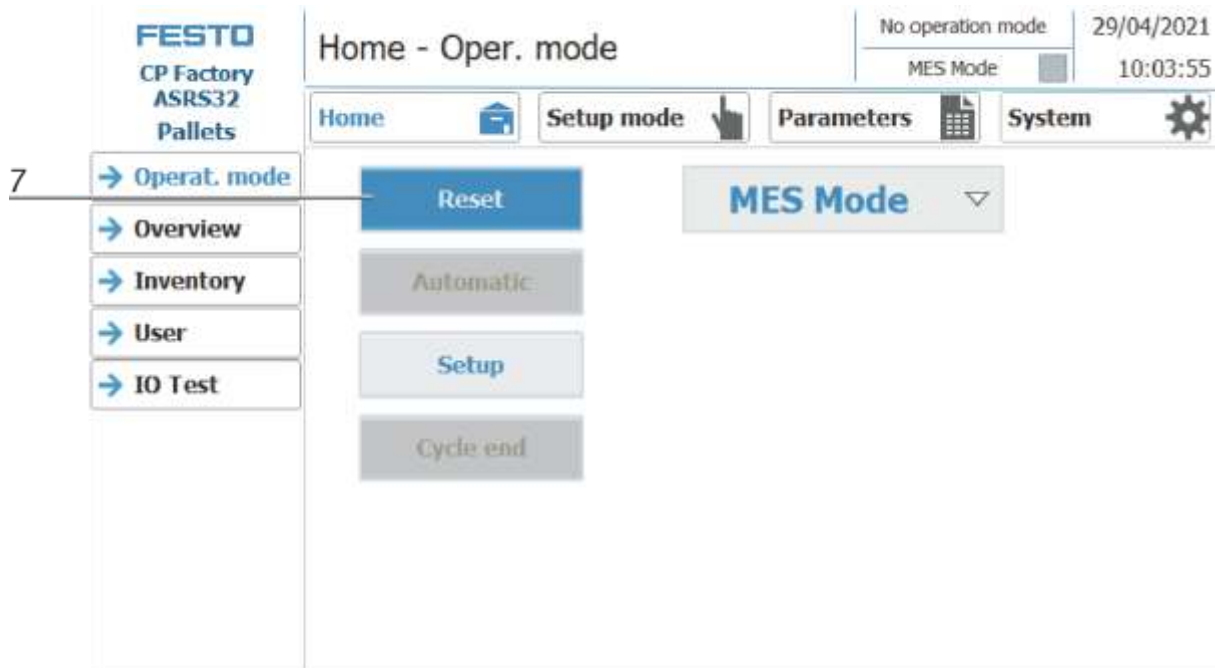 FESTO
CP Factory
ASRS32
Pallets
Home - Oper. mode
No operation mode
MES Mode
29/04/2021
10:03:55
Home
Setup mode
Parameters
System
7
Operat. mode
Overview
Inventory
User
IO Test
Reset
Automatic
Setup
Cycle end
MES Mode